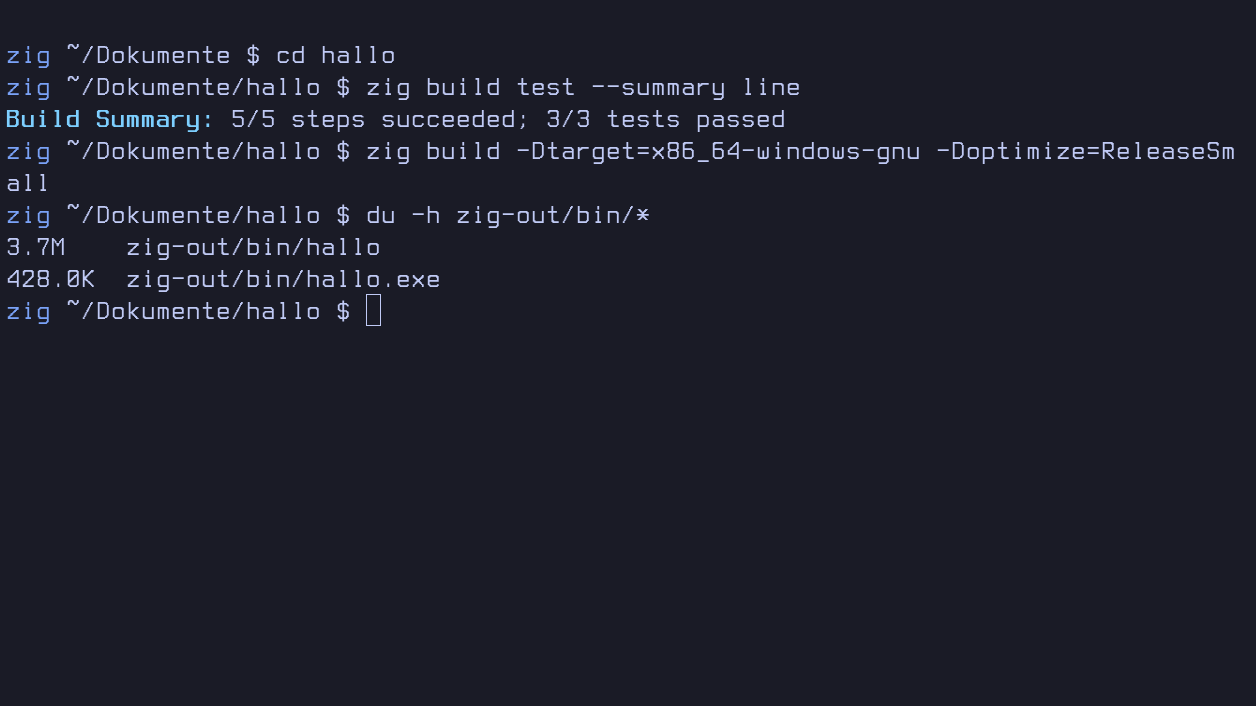 zig ~/Dokumente $ cd hallo
zig ~/Dokumente/hallo $ zig build test --summary line
Build Summary: 5/5 steps succeeded; 3/3 tests passed
zig ~/Dokumente/hallo $ zig build -Dtarget=x86_64-windows-gnu -Doptimize=ReleaseSm
all
zig ~/Dokumente/hallo $ du -h zig-out/bin/*
3.7M    zig-out/bin/hallo
428.0K  zig-out/bin/hallo.exe
zig ~/Dokumente/hallo $